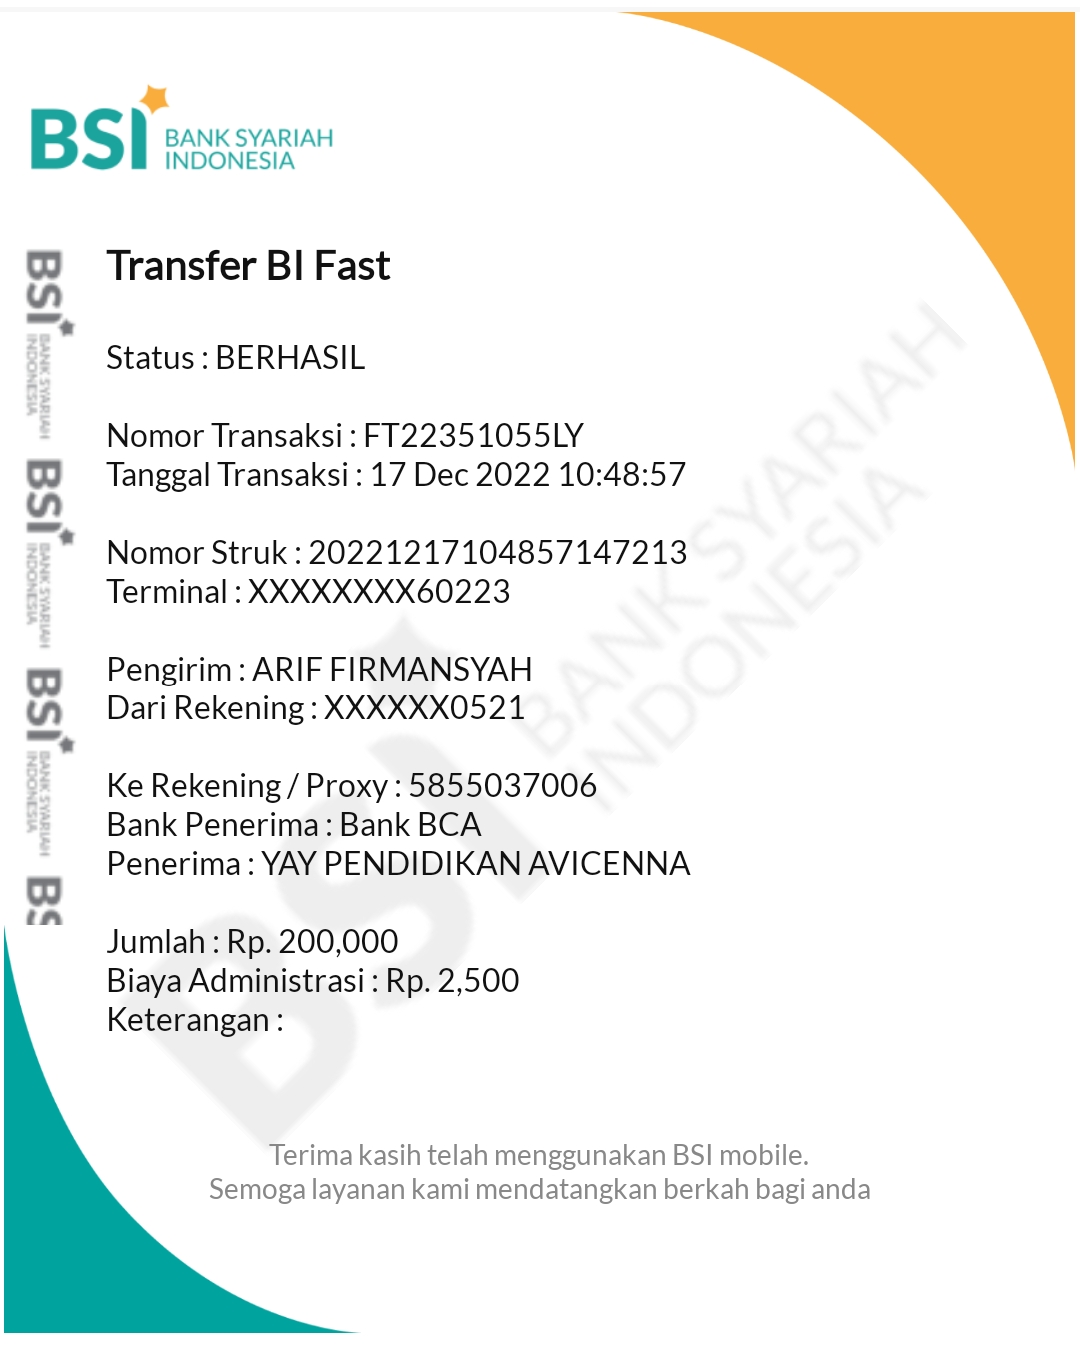 BSI BANK SYARIAH
INDONESIA
Transfer BI Fast
Status : BERHASIL
Nomor Transaksi : FT22351055LY
Tanggal Transaksi : 17 Dec 2022 10:48:57
Nomor Struk : 20221217104857147213
Terminal : XXXXXXXX60223
Pengirim : ARIF FIRMANSYAH
Dari Rekening : XXXXXX0521
Ke Rekening / Proxy : 5855037006
Bank Penerima : Bank BCA
Penerima : YAY PENDIDIKAN AVICENNA
Jumlah : Rp. 200,000
Biaya Administrasi : Rp. 2,500
Keterangan :
Terima kasih telah menggunakan BSI mobile.
Semoga layanan kami mendatangkan berkah bagi anda
BSI BANK SYARIAH
INDONESIA
BSI BANK SYARIAH
INDONESIA
BSI BANK SYARIAH
INDONESIA
BS
BSI BANK SYARIAH
INDONESIA